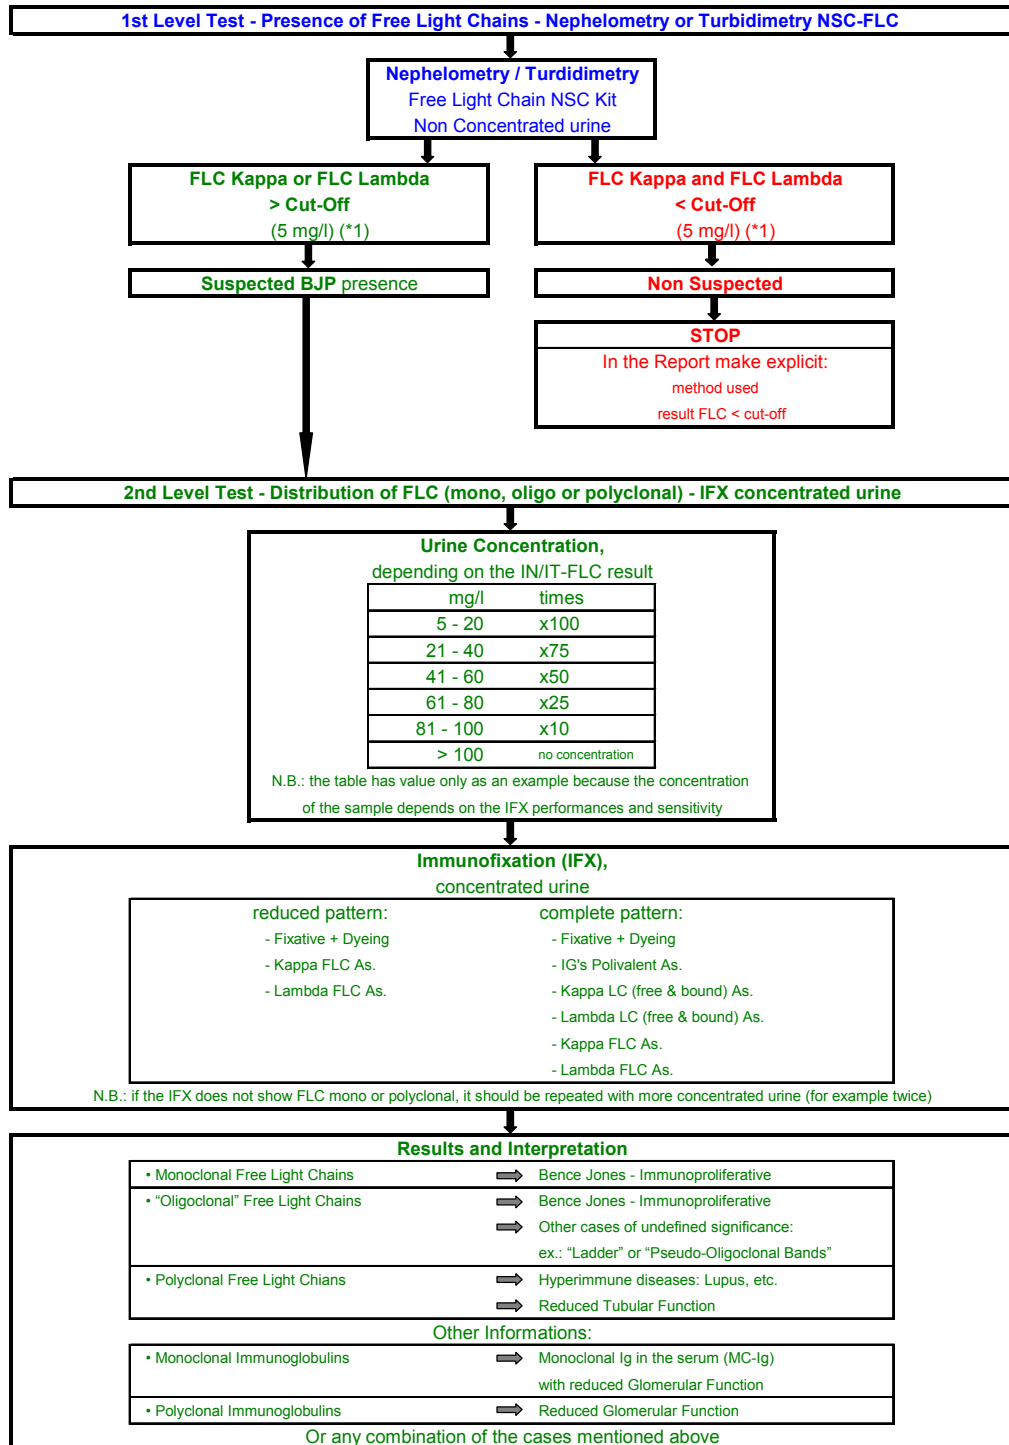 1st Level Test - Presence of Free Light Chains - Nephelometry or Turbidimetry NSC-FLC
Nephelometry / Turdidimetry
Free Light Chain NSC Kit
Non Concentrated urine
FLC Kappa or FLC Lambda
> Cut-Off
(5 mg/l) (*1)
FLC Kappa and FLC Lambda
< Cut-Off
(5 mg/l) (*1)
Suspected BJP presence
Non Suspected
STOP
In the Report make explicit:
method used
result FLC < cut-off
2nd Level Test - Distribution of FLC (mono, oligo or polyclonal) - IFX concentrated urine
Urine Concentration,
depending on the IN/IT-FLC result
mg/l times
5 - 20 x100
21 - 40 x75
41 - 60 x50
61 - 80 x25
81 - 100 x10
> 100 no concentration
N.B.: the table has value only as an example because the concentration
of the sample depends on the IFX performances and sensitivity
Immunofixation (IFX),
concentrated urine
reduced pattern:
- Fixative + Dyeing
- Kappa FLC As.
- Lambda FLC As.
complete pattern:
- Fixative + Dyeing
- IG's Polivalent As.
- Kappa LC (free & bound) As.
- Lambda LC (free & bound) As.
- Kappa FLC As.
- Lambda FLC As.
N.B.: if the IFX does not show FLC mono or polyclonal, it should be repeated with more concentrated urine (for example twice)
Results and Interpretation
• Monoclonal Free Light Chains Bence Jones - Immunoproliferative
• “Oligoclonal” Free Light Chains Bence Jones - Immunoproliferative
Other cases of undefined significance:
ex.: “Ladder” or “Pseudo-Oligoclonal Bands”
• Polyclonal Free Light Chians Hyperimmune diseases: Lupus, etc.
Reduced Tubular Function
Other Informations:
• Monoclonal Immunoglobulins Monoclonal Ig in the serum (MC-Ig)
with reduced Glomerular Function
• Polyclonal Immunoglobulins Reduced Glomerular Function
Or any combination of the cases mentioned above